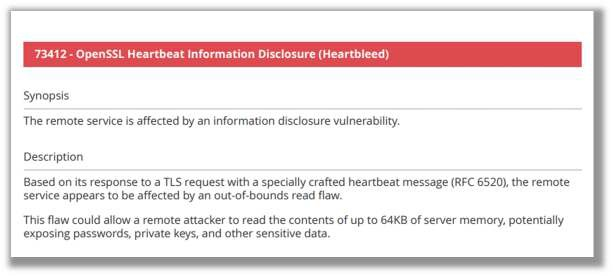 73412 - OpenSSL Heartbeat Information Disclosure (Heartbleed)
Synopsis
The remote service is affected by an information disclosure vulnerability.
Description
Based on its response to a TLS request with a specially crafted heartbeat message (RFC 6520), the remote
service appears to be affected by an out-of-bounds read flaw.
This flaw could allow a remote attacker to read the contents of up to 64KB of server memory, potentially
exposing passwords, private keys, and other sensitive data.